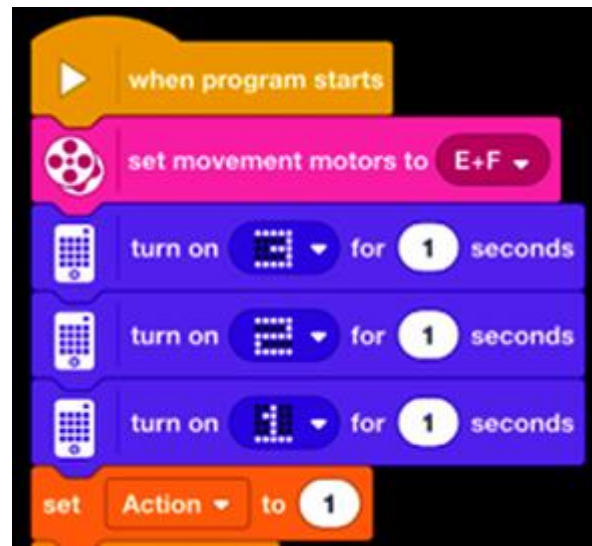 when program starts
set movement motors to E+F
turn on for 1 seconds
turn on for 1 seconds
turn on for 1 seconds
set Action to 1